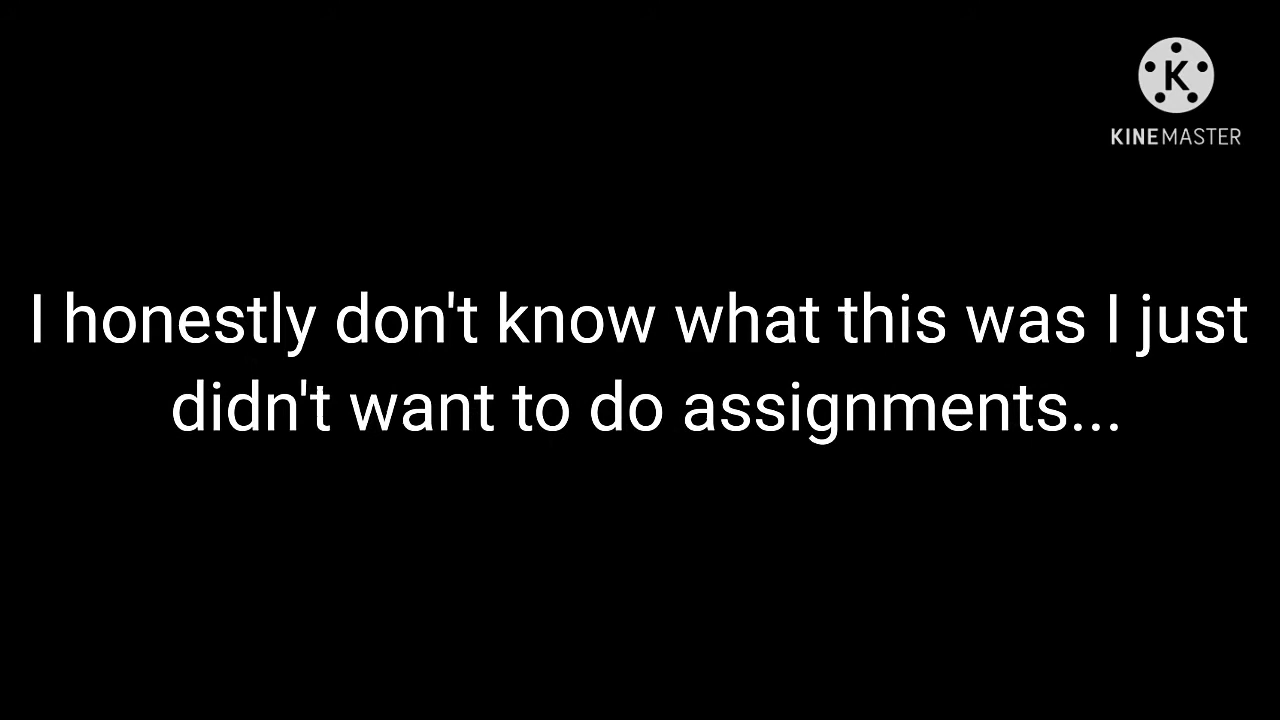 K
KINEMASTER
I honestly don't know what this was I just
didn't want to do assignments...